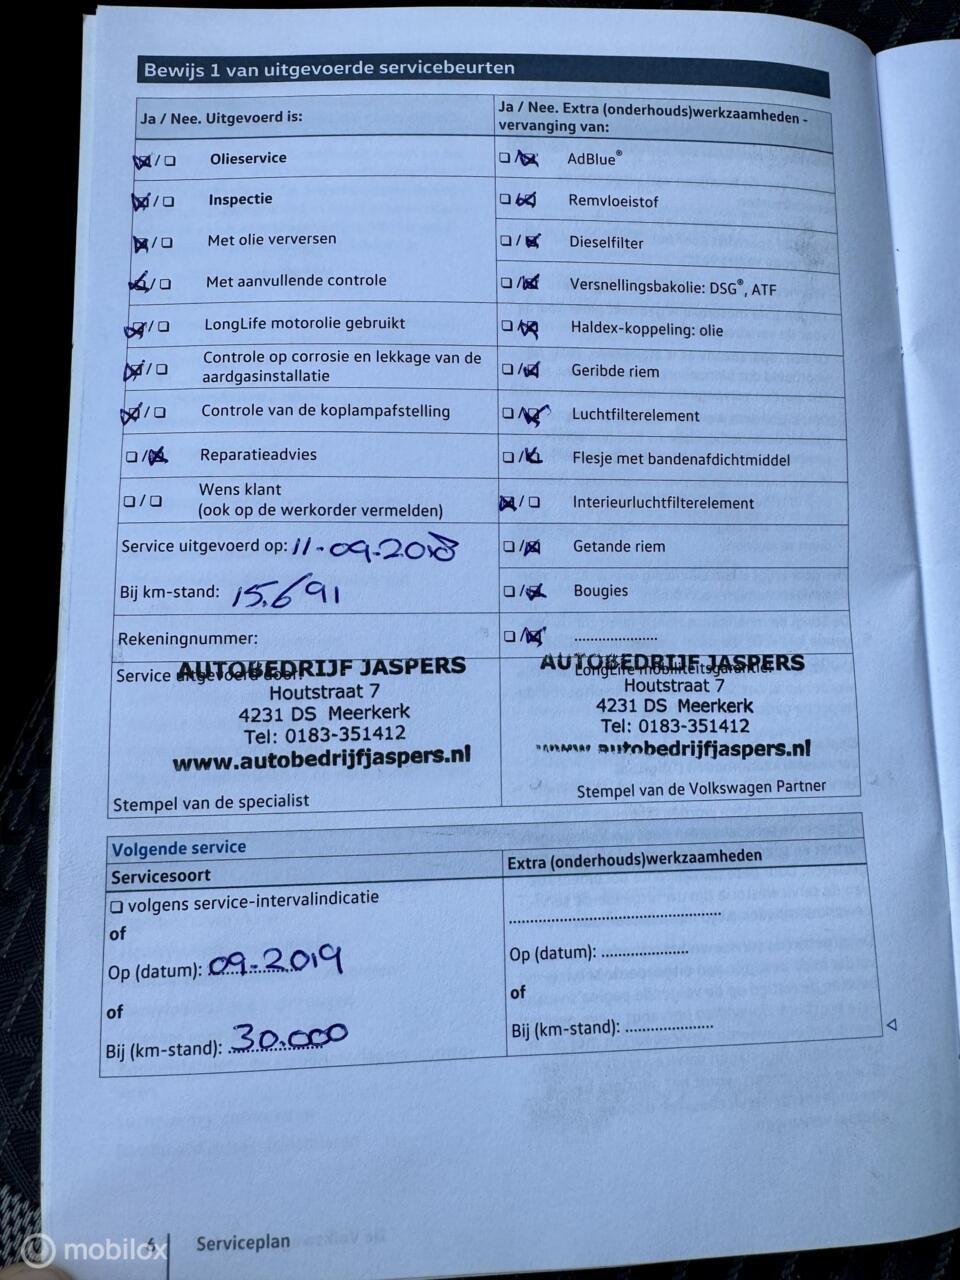 Bewijs 1 van uitgevoerde servicebeurten
Ja / Nee. Uitgevoerd is:
☒/☐ Olieservice
☒/☐ Inspectie
☒/☐ Met olie verversen
☒/☐ Met aanvullende controle
☒/☐ LongLife motorolie gebruikt
☒/☐ Controle op corrosie en lekkage van de
aardgasinstallatie
☒/☐ Controle van de koplampafstelling
☐/☒ Reparatieadvies
☐/☐ Wens klant
(ook op de werkorder vermelden)
Service uitgevoerd op: 11-09-2018
Bij km-stand: 15.691
Rekeningnummer:
Service uitgevoerd door:
AUTOBEDRIJF JASPERS
Houtstraat 7
4231 DS Meerkerk
Tel: 0183-351412
www.autobedrijfjaspers.nl
Stempel van de specialist
Ja / Nee. Extra (onderhouds)werkzaamheden -
vervanging van:
☐/☒ AdBlue®
☐/☒ Remvloeistof
☐/☒ Dieselfilter
☐/☒ Versnellingsbakolie: DSG®, ATF
☐/☒ Haldex-koppeling: olie
☐/☒ Geribde riem
☐/☒ Luchtfilterelement
☐/☒ Flesje met bandenafdichtmiddel
☒/☐ Interieurluchtfilterelement
☐/☒ Getande riem
☐/☒ Bougies
☐/☒ ......................
LongLife mobiliteitsgarantie:
AUTOBEDRIJF JASPERS
Houtstraat 7
4231 DS Meerkerk
Tel: 0183-351412
www autobedrijfjaspers.nl
Stempel van de Volkswagen Partner
Volgende service
Servicesoort
☐ volgens service-intervalindicatie
of
Op (datum): 09-2019
of
Bij (km-stand): 30.000
Extra (onderhouds)werkzaamheden
......................................................
Op (datum): ......................
of
Bij (km-stand): ......................
6 Serviceplan
mobilox